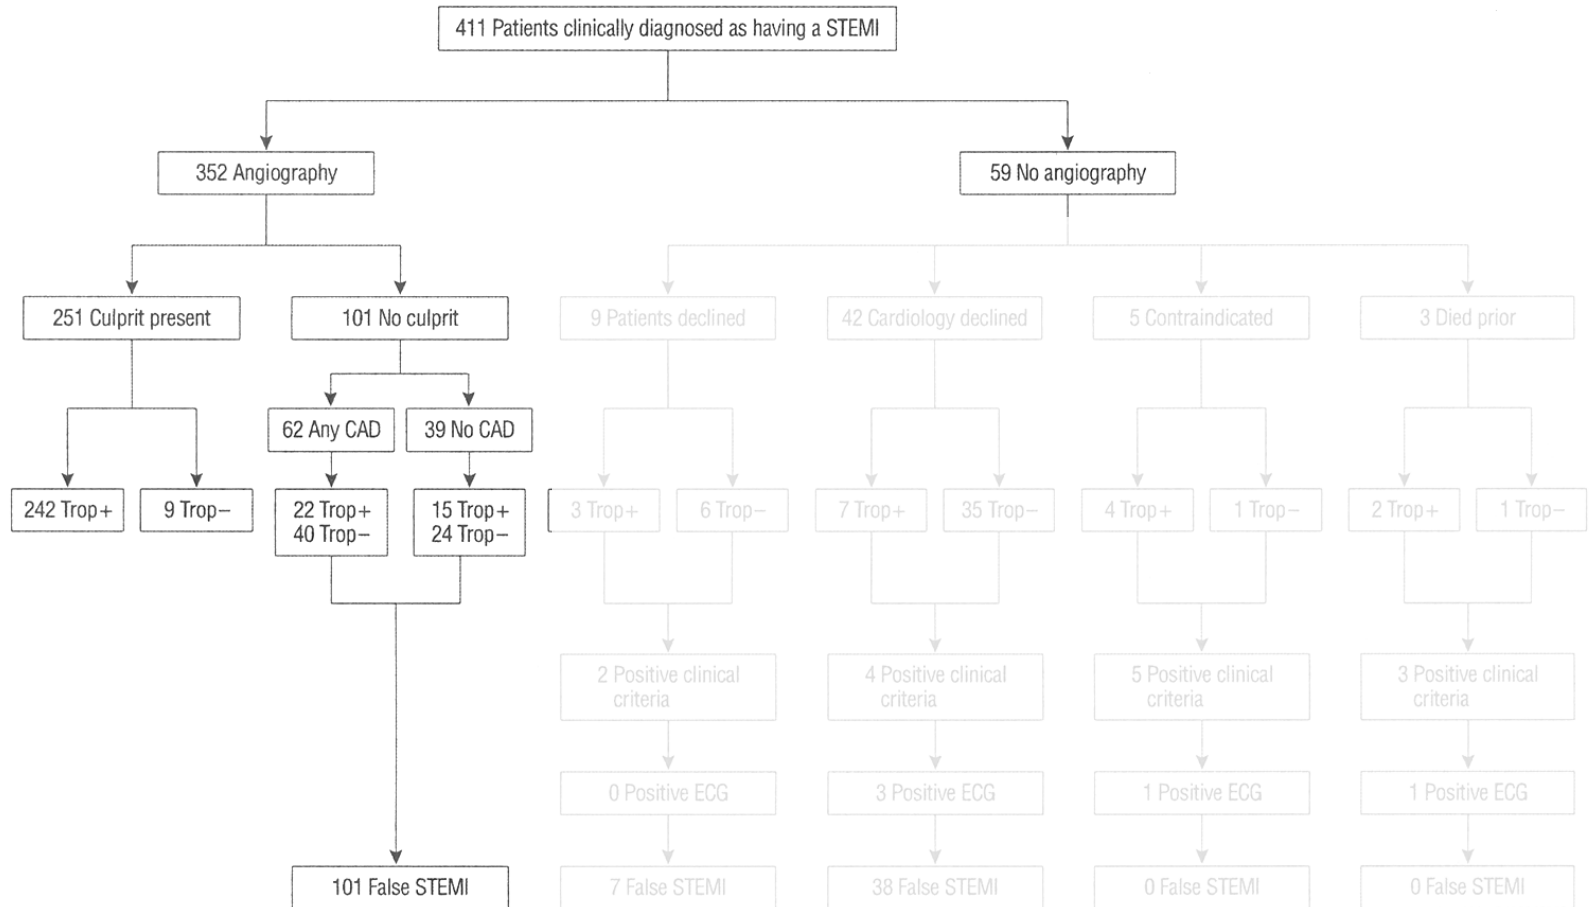 411 Patients clinically diagnosed as having a STEMI
352 Angiography
59 No angiography
251 Culprit present
101 No culprit
9 Patients declined
42 Cardiology declined
5 Contraindicated
3 Died prior
62 Any CAD
39 No CAD
242 Trop+
9 Trop−
22 Trop+
40 Trop−
15 Trop+
24 Trop−
3 Trop+
6 Trop−
7 Trop+
35 Trop−
4 Trop+
1 Trop−
2 Trop+
1 Trop−
2 Positive clinical
criteria
4 Positive clinical
criteria
5 Positive clinical
criteria
3 Positive clinical
criteria
0 Positive ECG
3 Positive ECG
1 Positive ECG
1 Positive ECG
101 False STEMI
7 False STEMI
38 False STEMI
0 False STEMI
0 False STEMI